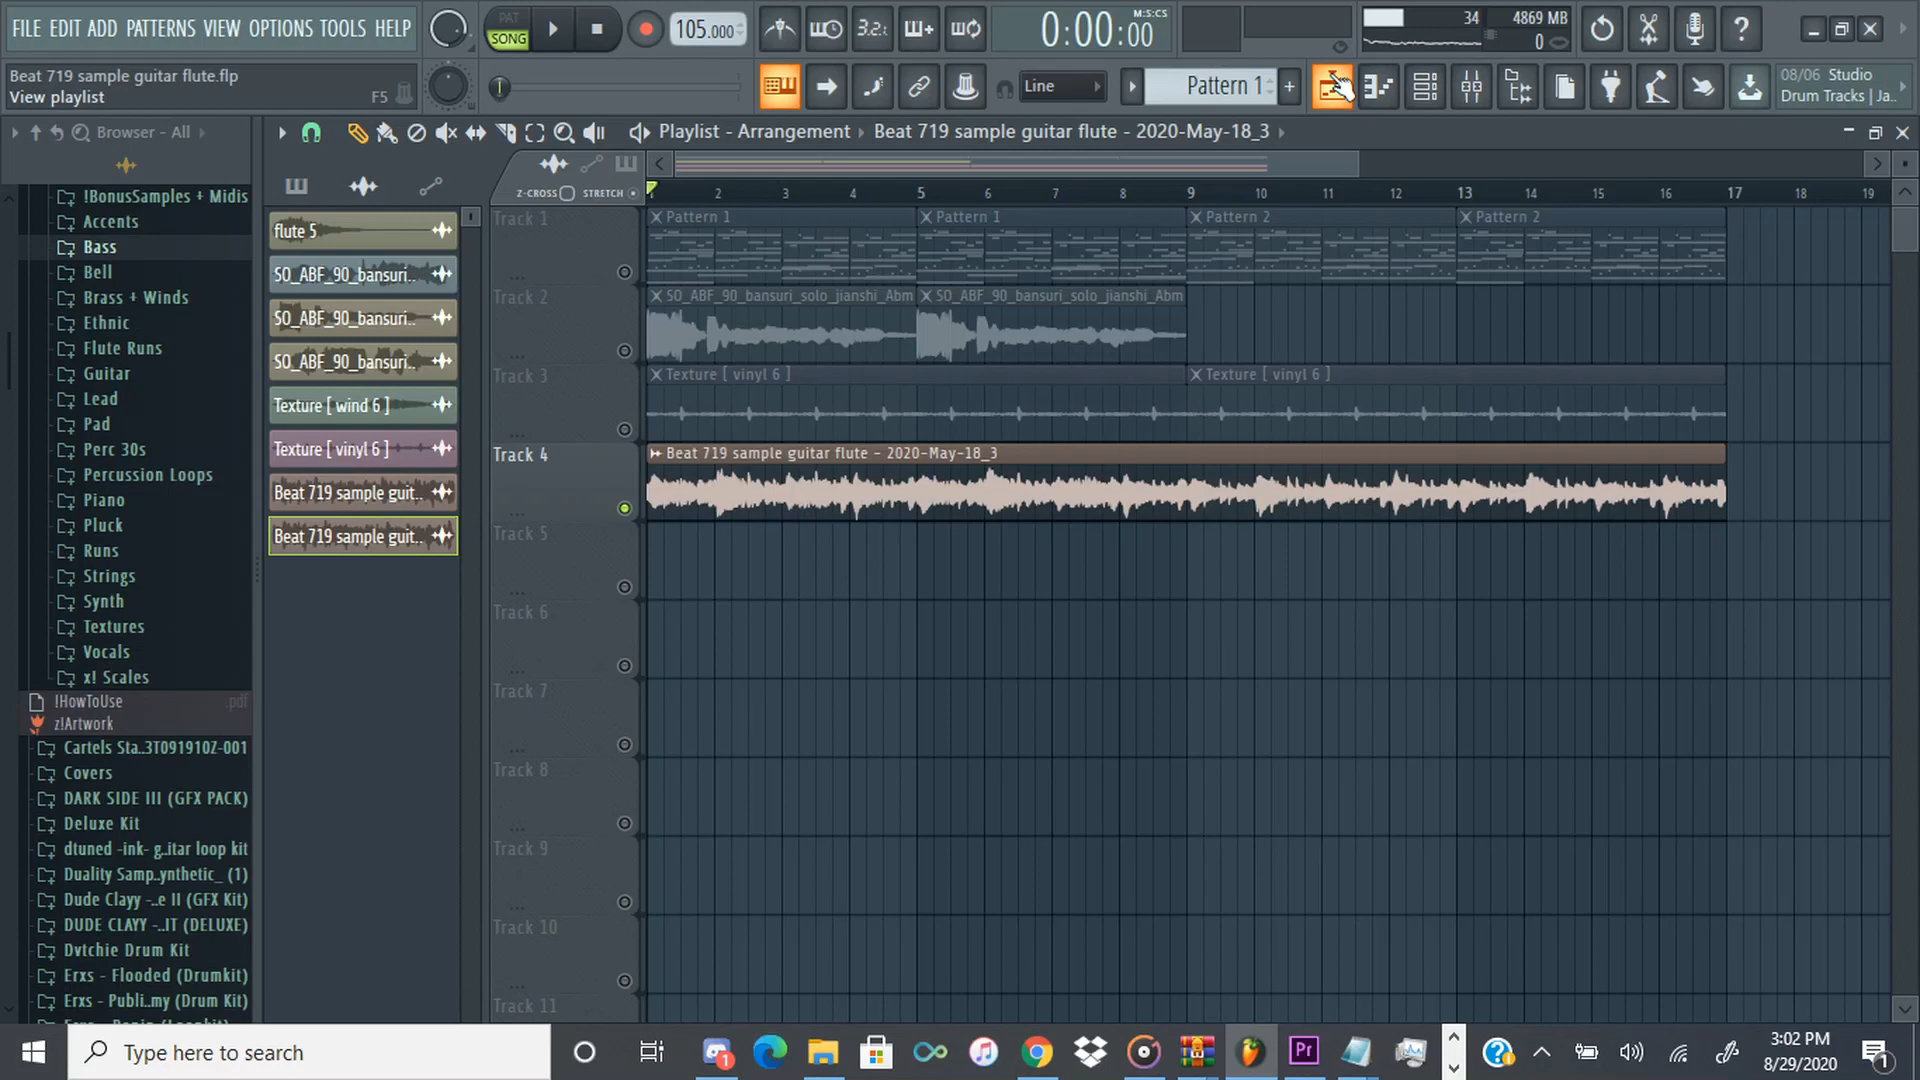 FILE EDIT ADD PATTERNS VIEW OPTIONS TOOLS HELP
PAT
SONG
105.000
3.2.
M:S:CS
0:00:00
34
4869 MB
0
Beat 719 sample guitar flute.flp
View playlist
F5
Line
Pattern 1
08/06 Studio
Drum Tracks | Ja..
Browser - All
Playlist - Arrangement
Beat 719 sample guitar flute - 2020-May-18_3
Z-CROSS
STRETCH
2 3 4 5 6 7 8 9 10 11 12 13 14 15 16 17 18 19
!BonusSamples + Midis
Accents
Bass
Bell
Brass + Winds
Ethnic
Flute Runs
Guitar
Lead
Pad
Perc 30s
Percussion Loops
Piano
Pluck
Runs
Strings
Synth
Textures
Vocals
x! Scales
!HowToUse .pdf
z!Artwork
Cartels Sta..3T091910Z-001
Covers
DARK SIDE III (GFX PACK)
Deluxe Kit
dtuned -ink- g..itar loop kit
Duality Samp..ynthetic_ (1)
Dude Clayy -..e II (GFX Kit)
DUDE CLAYY -..IT (DELUXE)
Dvtchie Drum Kit
Erxs - Flooded (Drumkit)
Erxs - Publi..my (Drum Kit)
flute 5
SO_ABF_90_bansuri..
SO_ABF_90_bansuri..
SO_ABF_90_bansuri..
Texture [ wind 6 ]
Texture [ vinyl 6 ]
Beat 719 sample guit..
Beat 719 sample guit..
Track 1
Pattern 1
Pattern 1
Pattern 2
Pattern 2
Track 2
SO_ABF_90_bansuri_solo_jianshi_Abm
SO_ABF_90_bansuri_solo_jianshi_Abm
Track 3
Texture [ vinyl 6 ]
Texture [ vinyl 6 ]
Track 4
Beat 719 sample guitar flute - 2020-May-18_3
Track 5
Track 6
Track 7
Track 8
Track 9
Track 10
Track 11
Type here to search
1
Pr
3:02 PM
8/29/2020
1